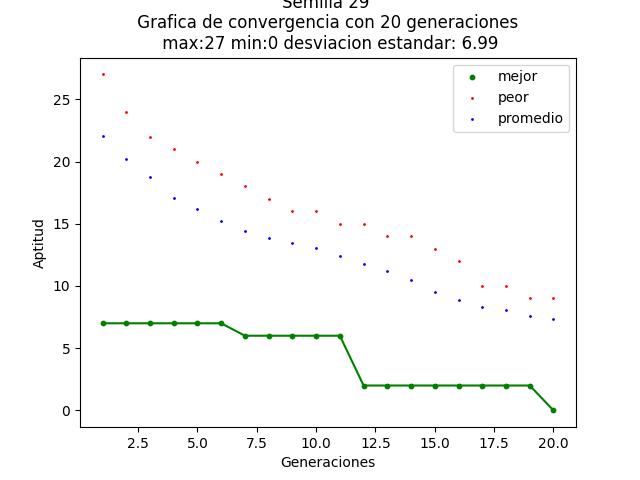 Semilla 29
Grafica de convergencia con 20 generaciones
max:27 min:0 desviacion estandar: 6.99
mejor
peor
promedio
25
20
15
10
5
0
Aptitud
2.5 5.0 7.5 10.0 12.5 15.0 17.5 20.0
Generaciones